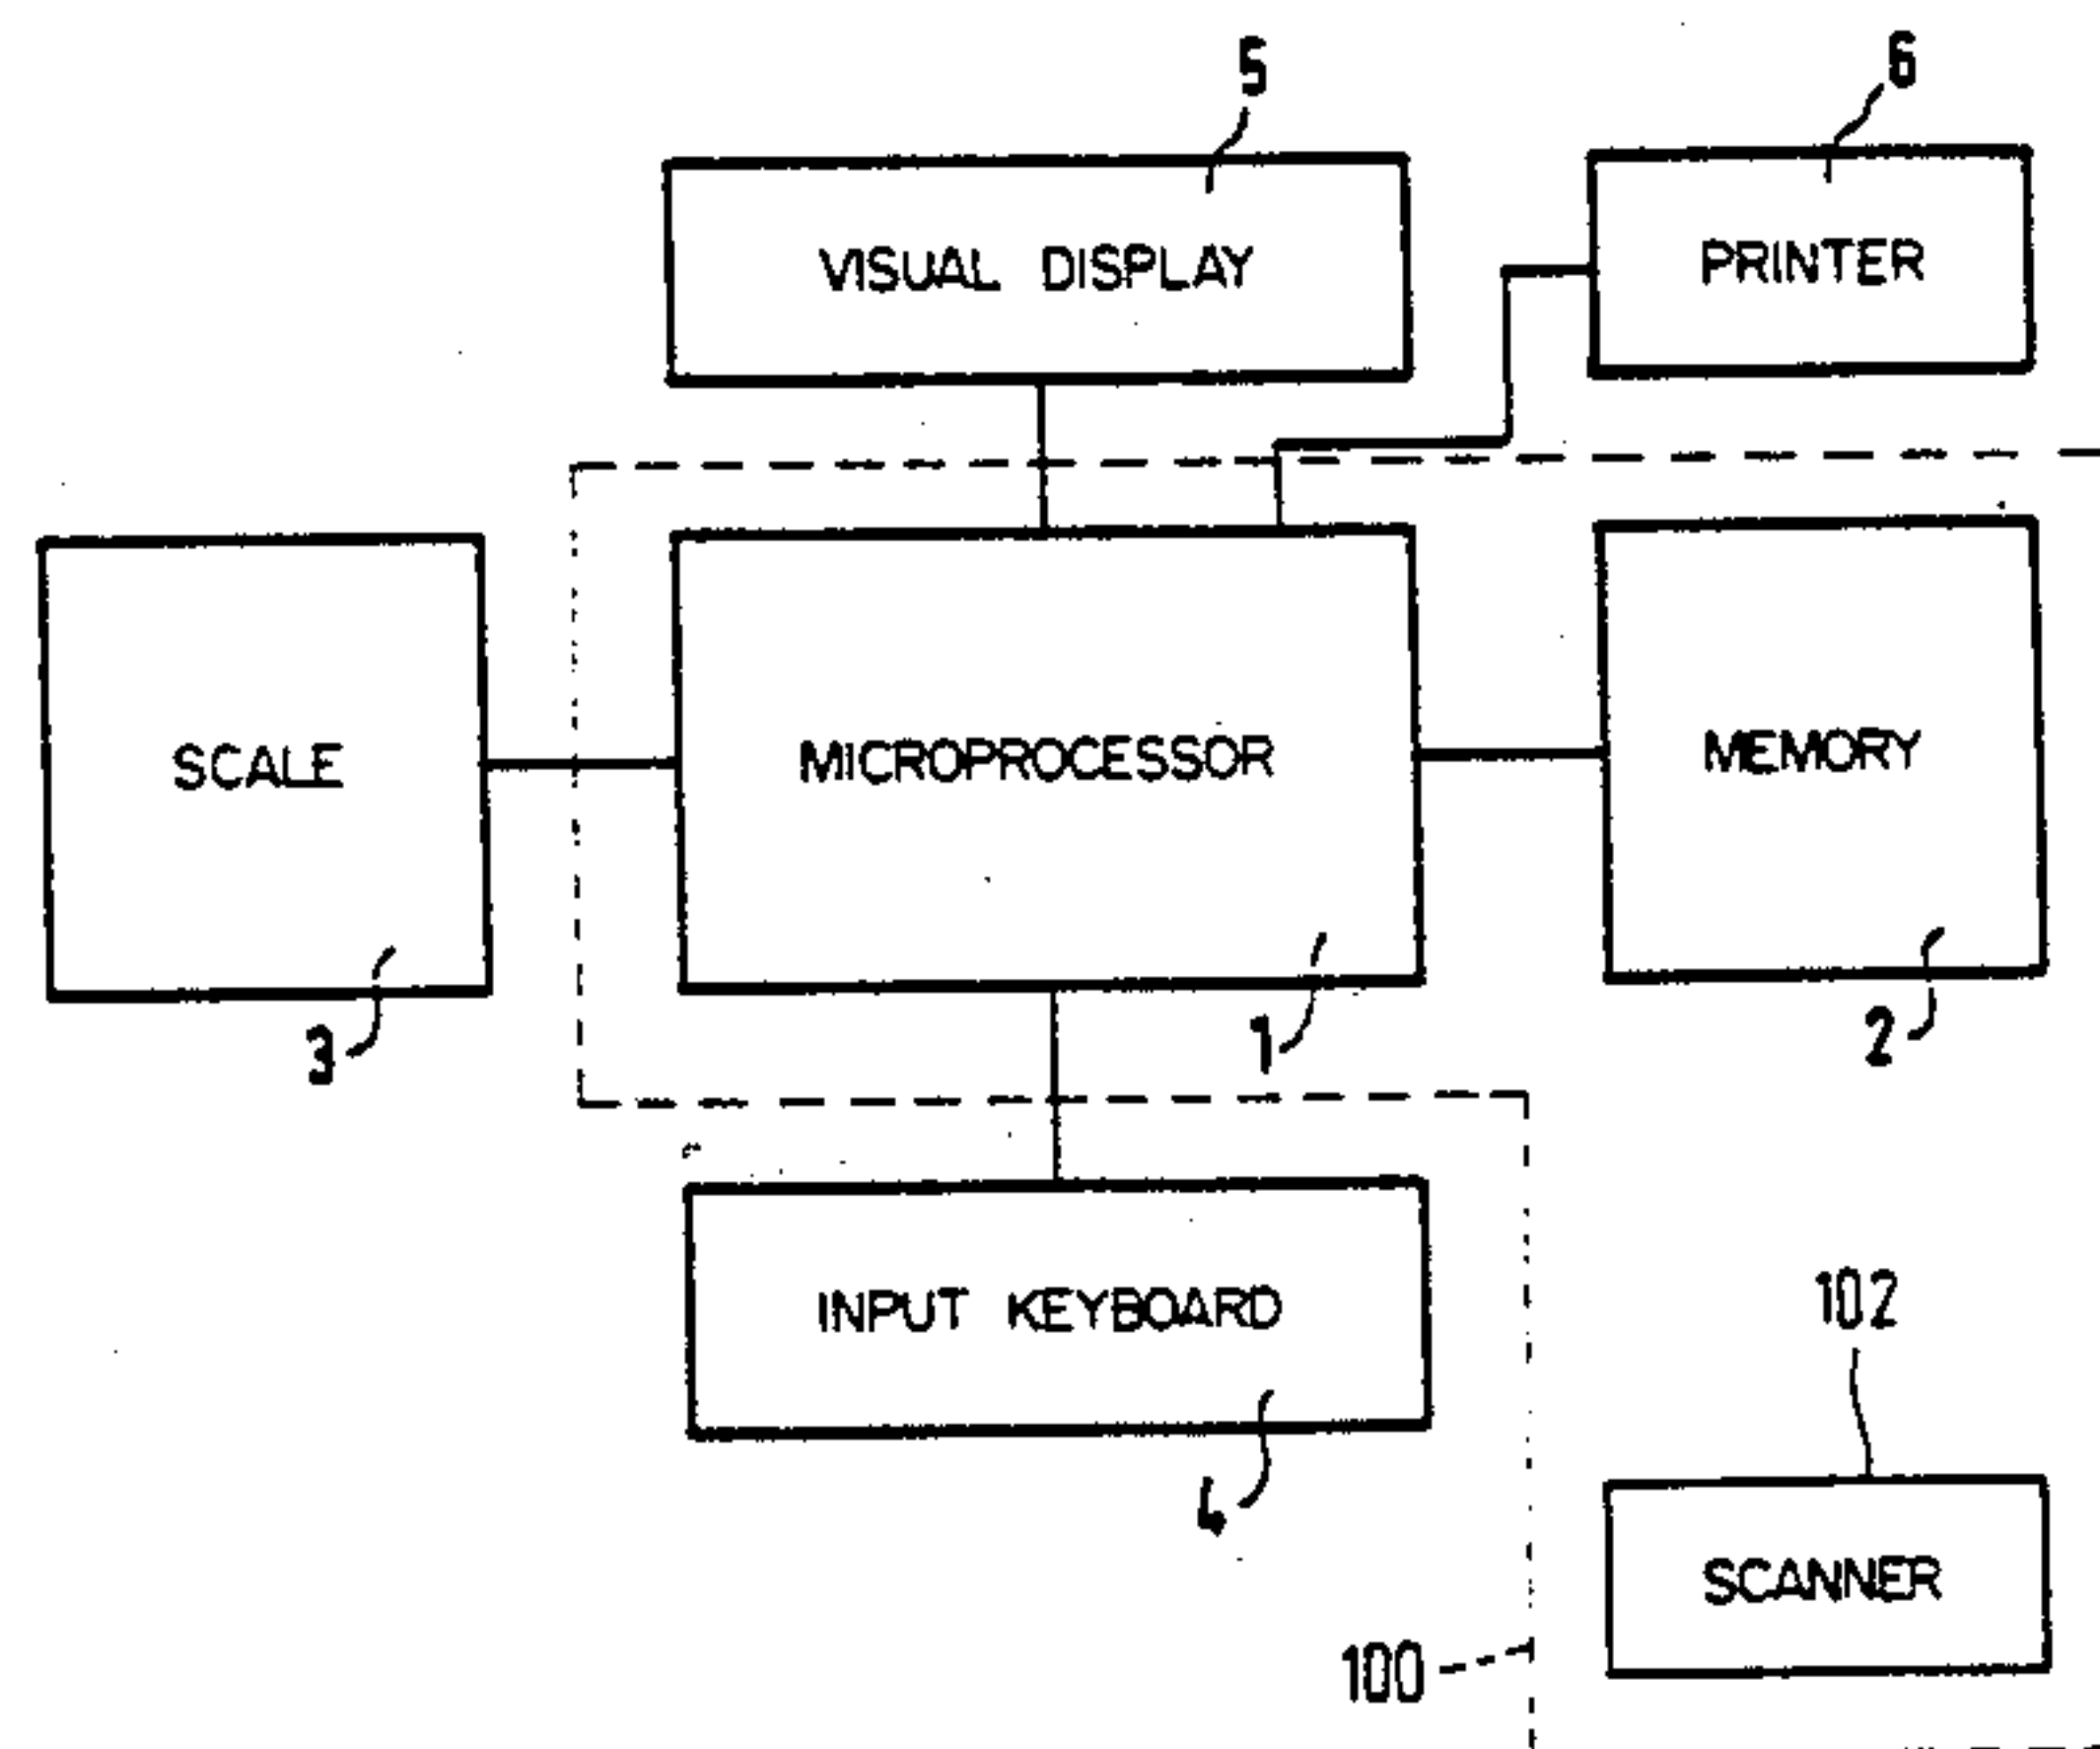 5
6
VISUAL DISPLAY
PRINTER
SCALE
MICROPROCESSOR
MEMORY
3
1
2
INPUT KEYBOARD
4
102
SCANNER
100